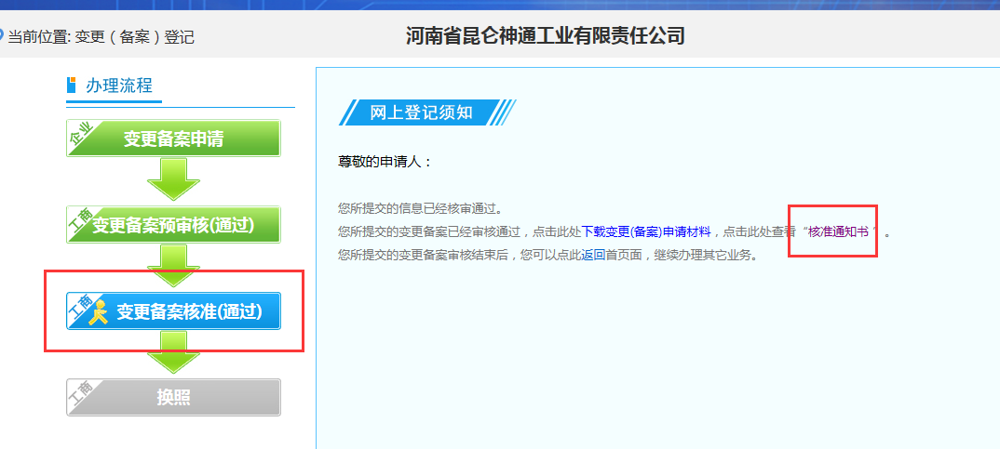 当前位置: 变更（备案）登记
河南省昆仑神通工业有限责任公司
办理流程
企业
变更备案申请
工商
变更备案预审核(通过)
工商
变更备案核准(通过)
工商
换照
网上登记须知
尊敬的申请人：
您所提交的信息已经核审通过。
您所提交的变更备案已经审核通过，点击此处下载变更(备案)申请材料，点击此处查看“核准通知书 ”。
您所提交的变更备案审核结束后，您可以点此返回首页面，继续办理其它业务。